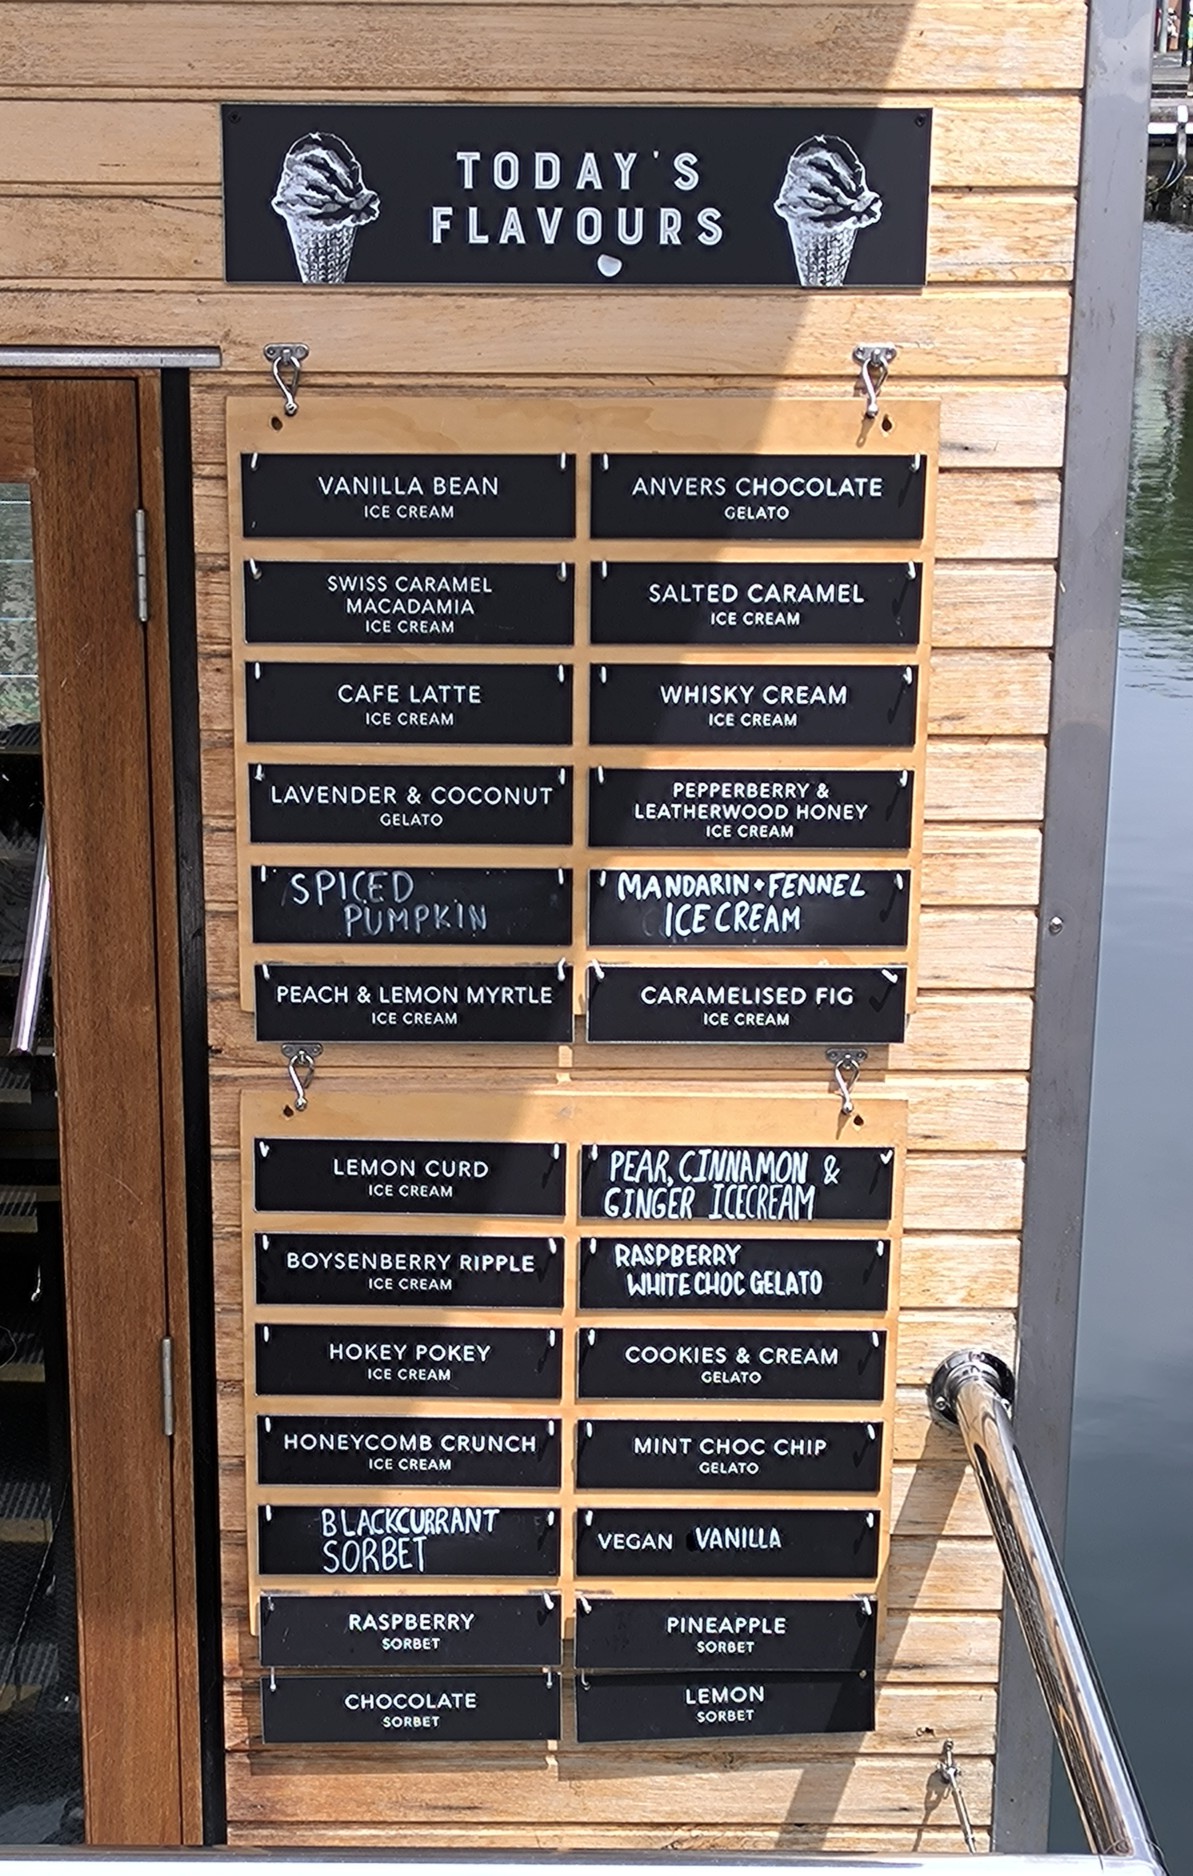 TODAY'S
FLAVOURS
VANILLA BEAN
ICE CREAM
ANVERS CHOCOLATE
GELATO
SWISS CARAMEL
MACADAMIA
ICE CREAM
SALTED CARAMEL
ICE CREAM
CAFE LATTE
ICE CREAM
WHISKY CREAM
ICE CREAM
LAVENDER & COCONUT
GELATO
PEPPERBERRY &
LEATHERWOOD HONEY
ICE CREAM
SPICED
PUMPKIN
MANDARIN + FENNEL
ICE CREAM
PEACH & LEMON MYRTLE
ICE CREAM
CARAMELISED FIG
ICE CREAM
LEMON CURD
ICE CREAM
PEAR, CINNAMON &
GINGER ICECREAM
BOYSENBERRY RIPPLE
ICE CREAM
RASPBERRY
WHITE CHOC GELATO
HOKEY POKEY
ICE CREAM
COOKIES & CREAM
GELATO
HONEYCOMB CRUNCH
ICE CREAM
MINT CHOC CHIP
GELATO
BLACKCURRANT
SORBET
VEGAN VANILLA
RASPBERRY
SORBET
PINEAPPLE
SORBET
CHOCOLATE
SORBET
LEMON
SORBET